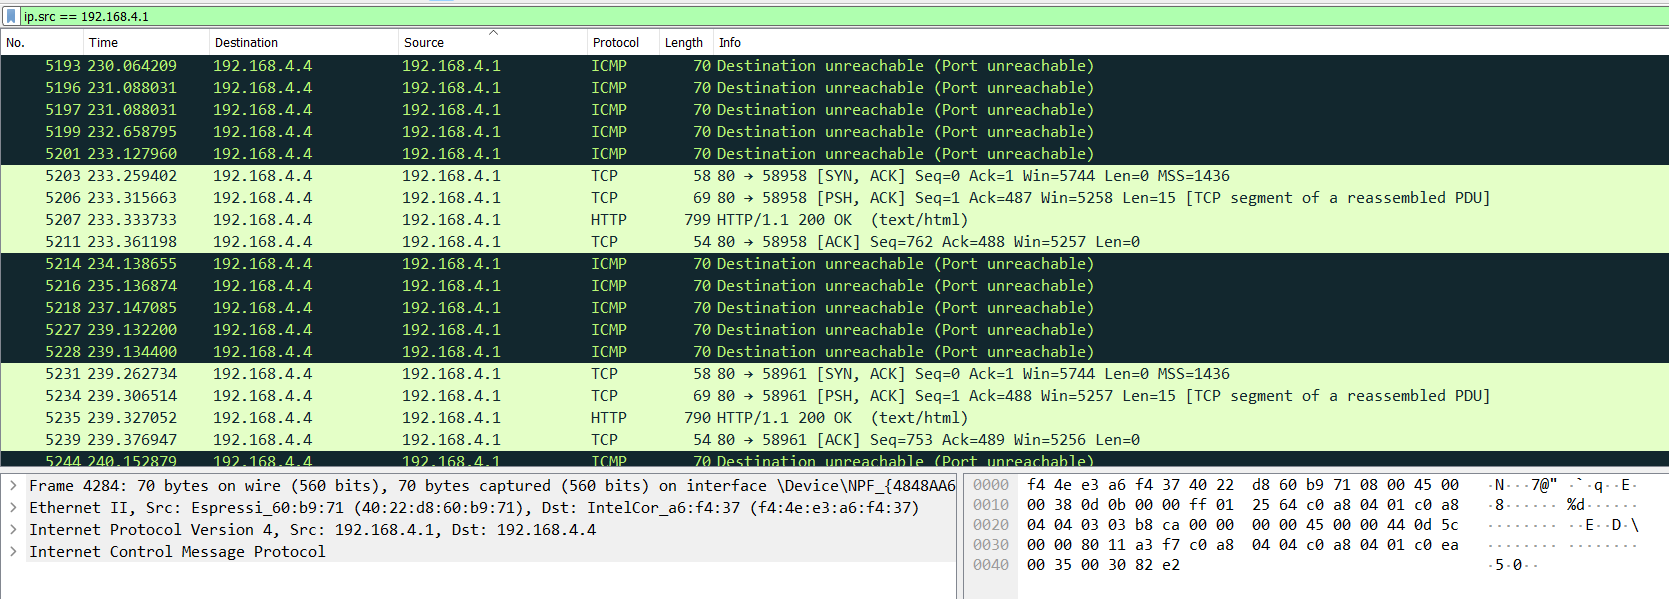 ip.src == 192.168.4.1
No. Time Destination Source Protocol Length Info
5193 230.064209 192.168.4.4 192.168.4.1 ICMP 70 Destination unreachable (Port unreachable)
5196 231.088031 192.168.4.4 192.168.4.1 ICMP 70 Destination unreachable (Port unreachable)
5197 231.088031 192.168.4.4 192.168.4.1 ICMP 70 Destination unreachable (Port unreachable)
5199 232.658795 192.168.4.4 192.168.4.1 ICMP 70 Destination unreachable (Port unreachable)
5201 233.127960 192.168.4.4 192.168.4.1 ICMP 70 Destination unreachable (Port unreachable)
5203 233.259402 192.168.4.4 192.168.4.1 TCP 58 80 → 58958 [SYN, ACK] Seq=0 Ack=1 Win=5744 Len=0 MSS=1436
5206 233.315663 192.168.4.4 192.168.4.1 TCP 69 80 → 58958 [PSH, ACK] Seq=1 Ack=487 Win=5258 Len=15 [TCP segment of a reassembled PDU]
5207 233.333733 192.168.4.4 192.168.4.1 HTTP 799 HTTP/1.1 200 OK (text/html)
5211 233.361198 192.168.4.4 192.168.4.1 TCP 54 80 → 58958 [ACK] Seq=762 Ack=488 Win=5257 Len=0
5214 234.138655 192.168.4.4 192.168.4.1 ICMP 70 Destination unreachable (Port unreachable)
5216 235.136874 192.168.4.4 192.168.4.1 ICMP 70 Destination unreachable (Port unreachable)
5218 237.147085 192.168.4.4 192.168.4.1 ICMP 70 Destination unreachable (Port unreachable)
5227 239.132200 192.168.4.4 192.168.4.1 ICMP 70 Destination unreachable (Port unreachable)
5228 239.134400 192.168.4.4 192.168.4.1 ICMP 70 Destination unreachable (Port unreachable)
5231 239.262734 192.168.4.4 192.168.4.1 TCP 58 80 → 58961 [SYN, ACK] Seq=0 Ack=1 Win=5744 Len=0 MSS=1436
5234 239.306514 192.168.4.4 192.168.4.1 TCP 69 80 → 58961 [PSH, ACK] Seq=1 Ack=488 Win=5257 Len=15 [TCP segment of a reassembled PDU]
5235 239.327052 192.168.4.4 192.168.4.1 HTTP 790 HTTP/1.1 200 OK (text/html)
5239 239.376947 192.168.4.4 192.168.4.1 TCP 54 80 → 58961 [ACK] Seq=753 Ack=489 Win=5256 Len=0
5244 240.152879 192.168.4.4 192.168.4.1 ICMP 70 Destination unreachable (Port unreachable)
Frame 4284: 70 bytes on wire (560 bits), 70 bytes captured (560 bits) on interface \Device\NPF_{4848AA6
Ethernet II, Src: Espressi_60:b9:71 (40:22:d8:60:b9:71), Dst: IntelCor_a6:f4:37 (f4:4e:e3:a6:f4:37)
Internet Protocol Version 4, Src: 192.168.4.1, Dst: 192.168.4.4
Internet Control Message Protocol
0000 f4 4e e3 a6 f4 37 40 22 d8 60 b9 71 08 00 45 00 ·N···7@" ·`·q··E·
0010 00 38 0d 0b 00 00 ff 01 25 64 c0 a8 04 01 c0 a8 ·8······ %d······
0020 04 04 03 03 b8 ca 00 00 00 00 45 00 00 44 0d 5c ········ ··E··D·\
0030 00 00 80 11 a3 f7 c0 a8 04 04 c0 a8 04 01 c0 ea ········ ········
0040 00 35 00 30 82 e2 ·5·0··